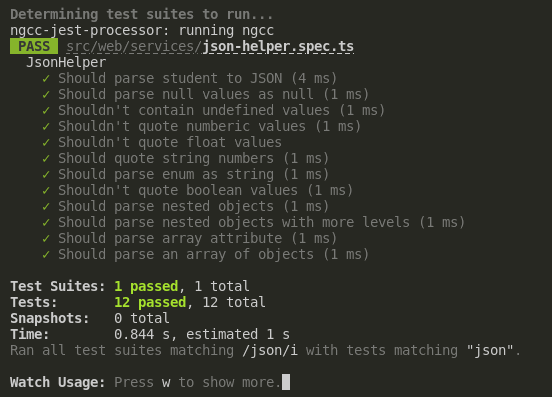 Determining test suites to run...
ngcc-jest-processor: running ngcc
PASS src/web/services/json-helper.spec.ts
JsonHelper
✓ Should parse student to JSON (4 ms)
✓ Should parse null values as null (1 ms)
✓ Shouldn't contain undefined values (1 ms)
✓ Shouldn't quote numberic values (1 ms)
✓ Shouldn't quote float values
✓ Should quote string numbers (1 ms)
✓ Should parse enum as string (1 ms)
✓ Shouldn't quote boolean values (1 ms)
✓ Should parse nested objects (1 ms)
✓ Should parse nested objects with more levels (1 ms)
✓ Should parse array attribute (1 ms)
✓ Should parse an array of objects (1 ms)
Test Suites: 1 passed, 1 total
Tests: 12 passed, 12 total
Snapshots: 0 total
Time: 0.844 s, estimated 1 s
Ran all test suites matching /json/i with tests matching "json".
Watch Usage: Press w to show more.